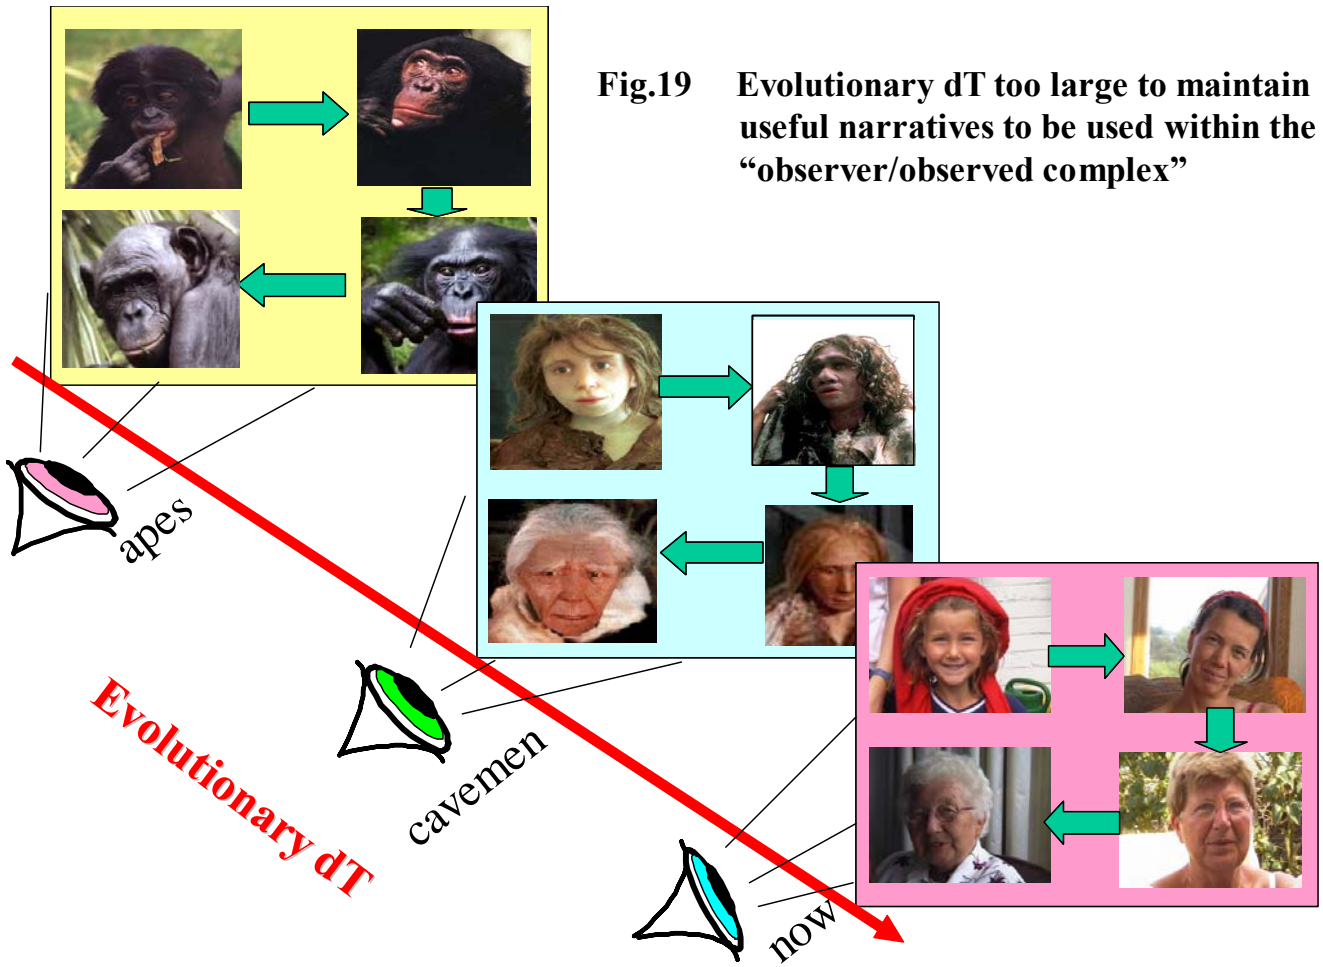 Fig.19 Evolutionary dT too large to maintain
useful narratives to be used within the
“observer/observed complex”
apes
cavemen
Evolutionary dT
now